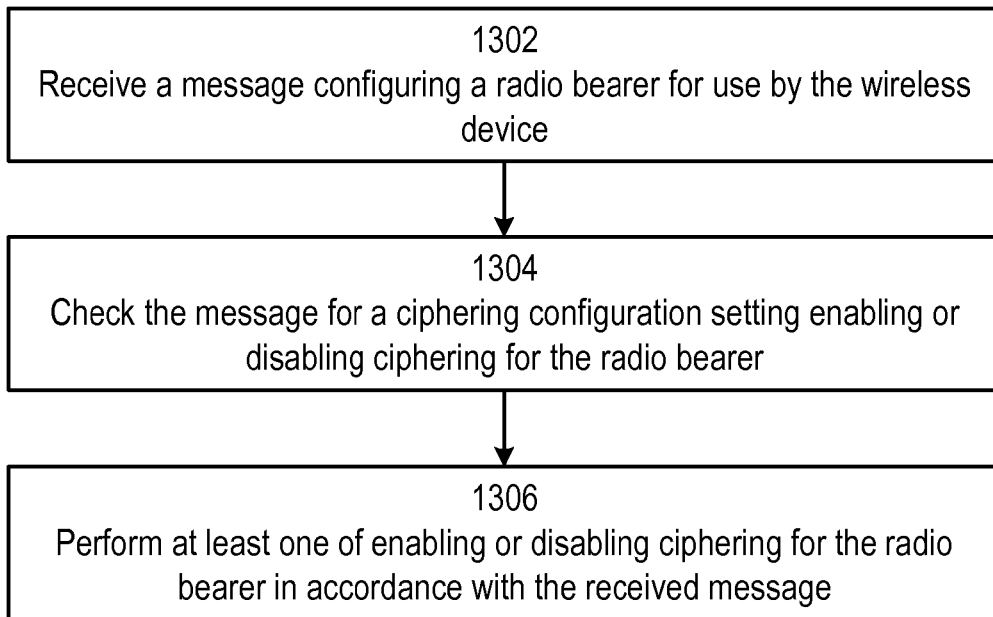 1302
Receive a message configuring a radio bearer for use by the wireless
device
1304
Check the message for a ciphering configuration setting enabling or
disabling ciphering for the radio bearer
1306
Perform at least one of enabling or disabling ciphering for the radio
bearer in accordance with the received message